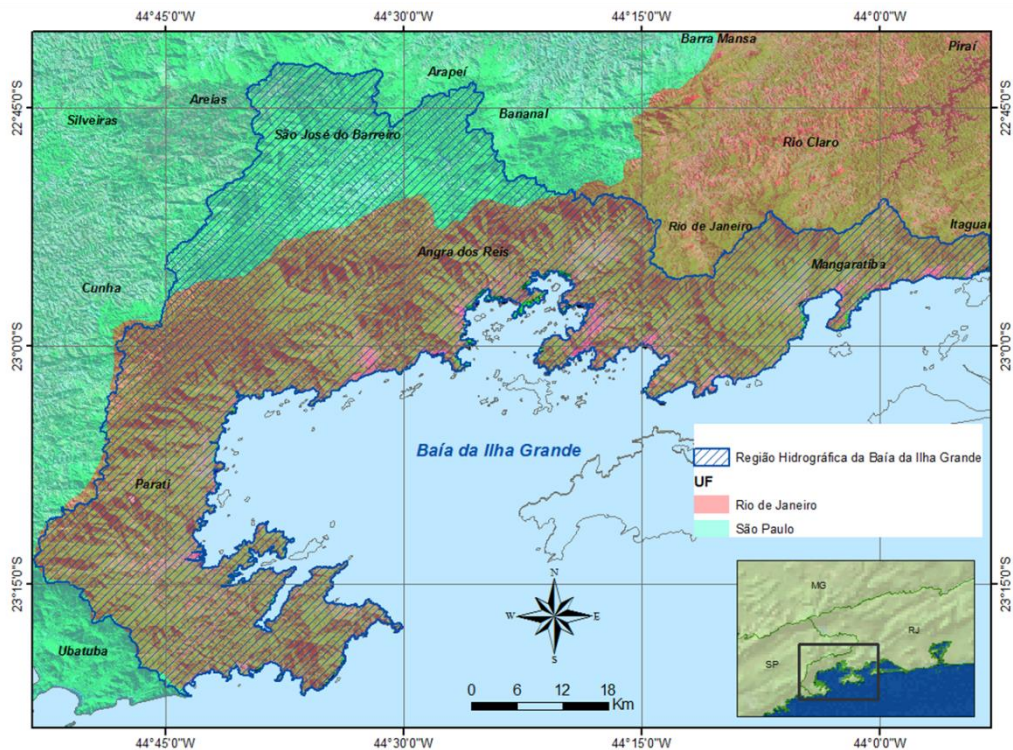 44°45'0"W 44°30'0"W 44°15'0"W 44°0'0"W
Barra Mansa
Piraí
Arapeí
Areias
22°45'0"S
22°45'0"S
Silveiras
Bananal
São José do Barreiro
Rio Claro
Rio de Janeiro
Itaguaí
Angra dos Reis
Mangaratiba
Cunha
23°0'0"S
23°0'0"S
Baía da Ilha Grande
Região Hidrográfica da Baía da Ilha Grande
UF
Parati
Rio de Janeiro
São Paulo
23°15'0"S
23°15'0"S
N
W E
S
MG
RJ
SP
Ubatuba
0 6 12 18
Km
44°45'0"W 44°30'0"W 44°15'0"W 44°0'0"W